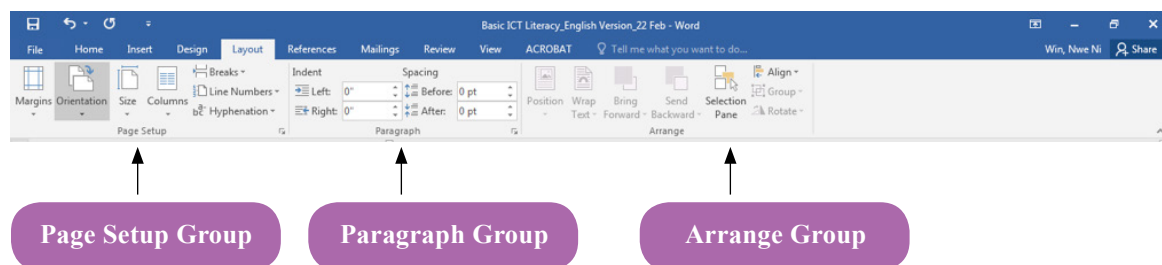 Basic ICT Literacy_English Version_22 Feb - Word
File Home Insert Design Layout References Mailings Review View ACROBAT Tell me what you want to do... Win, Nwe Ni Share
Breaks Indent Spacing Align
Line Numbers Left: 0" Before: 0 pt Group
Margins Orientation Size Columns Position Wrap Bring Send Selection
Hyphenation Right: 0" After: 0 pt Text Forward Backward Pane Rotate
Page Setup Paragraph Arrange
Page Setup Group Paragraph Group Arrange Group